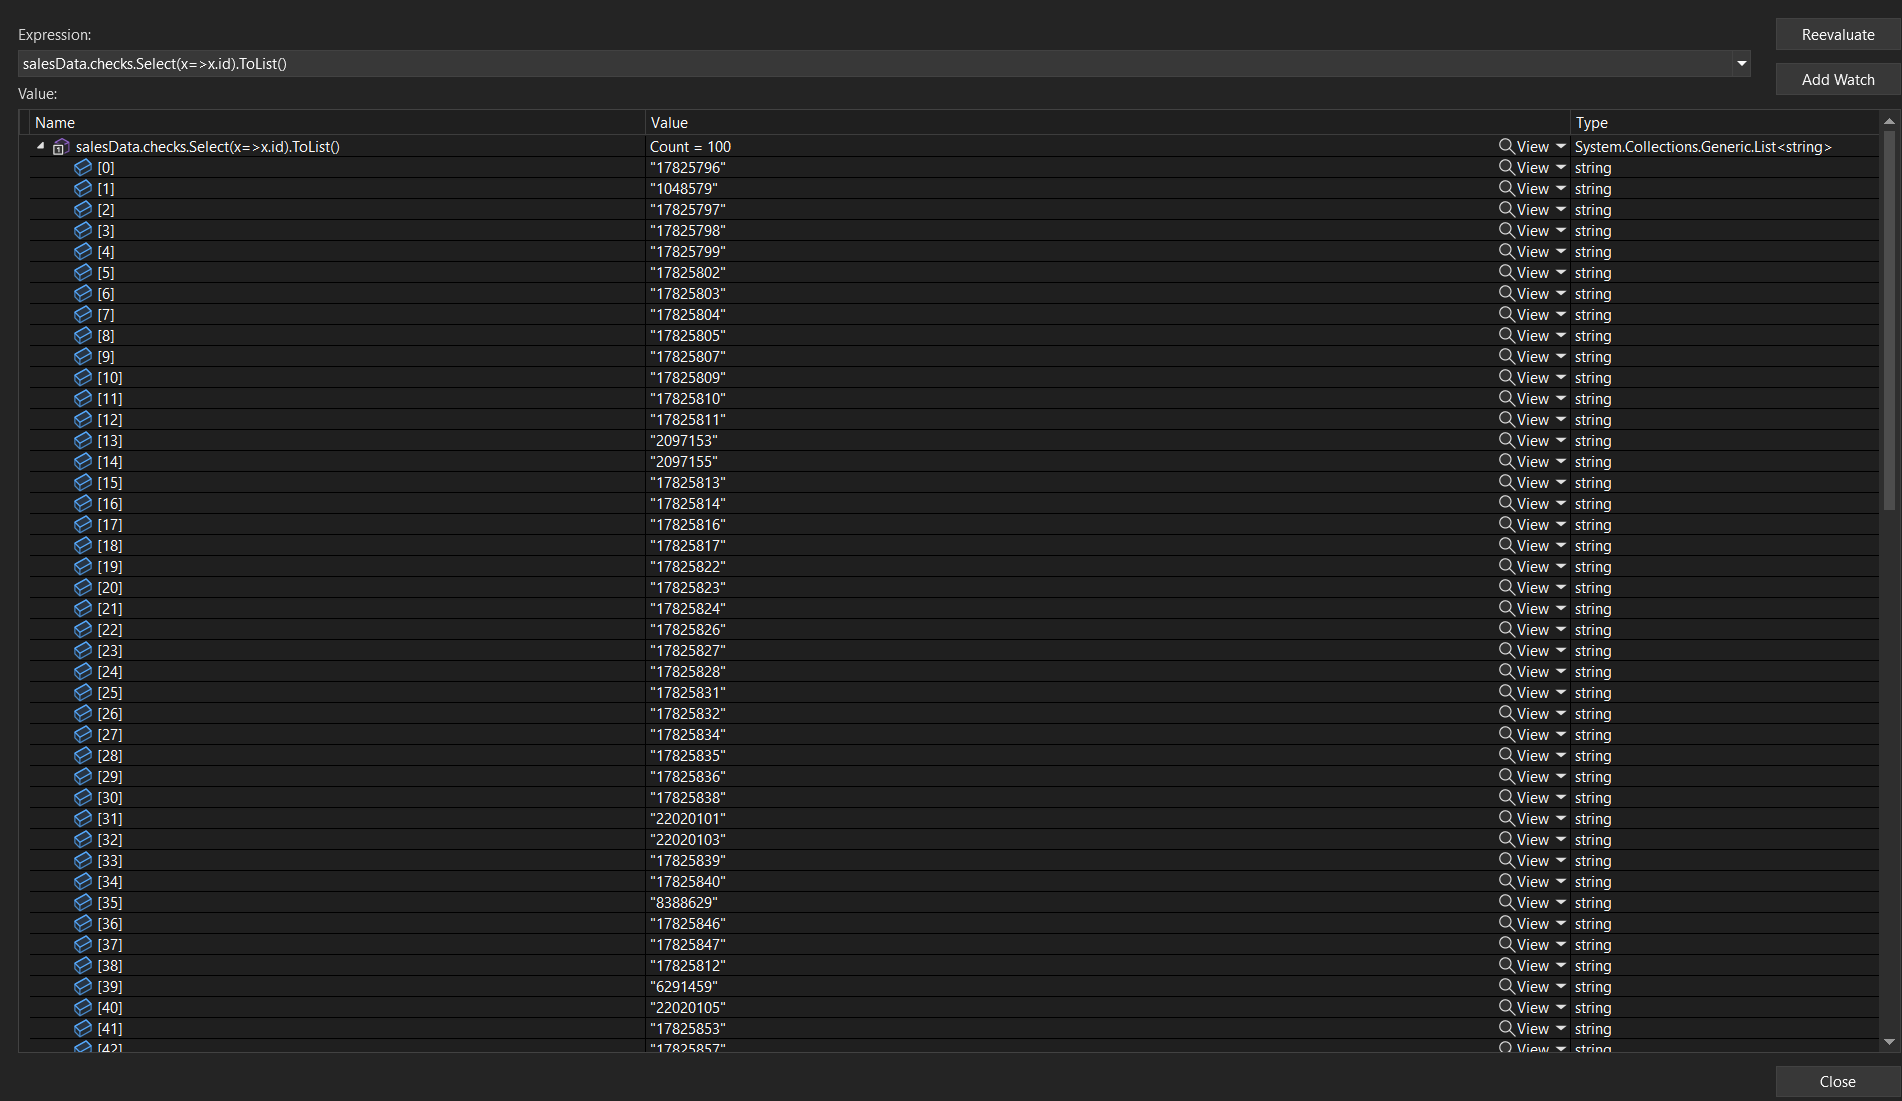 Expression:
Reevaluate
salesData.checks.Select(x=>x.id).ToList()
Add Watch
Value:
Name Value Type
salesData.checks.Select(x=>x.id).ToList() Count = 100 View System.Collections.Generic.List<string>
[0] "17825796" View string
[1] "1048579" View string
[2] "17825797" View string
[3] "17825798" View string
[4] "17825799" View string
[5] "17825802" View string
[6] "17825803" View string
[7] "17825804" View string
[8] "17825805" View string
[9] "17825807" View string
[10] "17825809" View string
[11] "17825810" View string
[12] "17825811" View string
[13] "2097153" View string
[14] "2097155" View string
[15] "17825813" View string
[16] "17825814" View string
[17] "17825816" View string
[18] "17825817" View string
[19] "17825822" View string
[20] "17825823" View string
[21] "17825824" View string
[22] "17825826" View string
[23] "17825827" View string
[24] "17825828" View string
[25] "17825831" View string
[26] "17825832" View string
[27] "17825834" View string
[28] "17825835" View string
[29] "17825836" View string
[30] "17825838" View string
[31] "22020101" View string
[32] "22020103" View string
[33] "17825839" View string
[34] "17825840" View string
[35] "8388629" View string
[36] "17825846" View string
[37] "17825847" View string
[38] "17825812" View string
[39] "6291459" View string
[40] "22020105" View string
[41] "17825853" View string
[42] "17825857" View string
Close